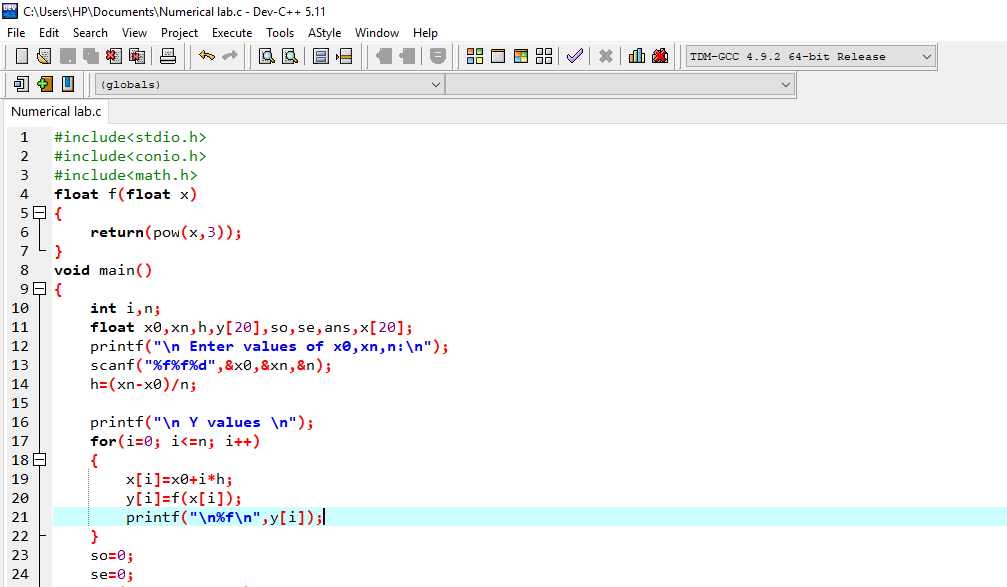 C:\Users\HP\Documents\Numerical lab.c - Dev-C++ 5.11
File Edit Search View Project Execute Tools AStyle Window Help
TDM-GCC 4.9.2 64-bit Release
(globals)
Numerical lab.c
1 #include<stdio.h>
2 #include<conio.h>
3 #include<math.h>
4 float f(float x)
5 {
6 return(pow(x,3));
7 }
8 void main()
9 {
10 int i,n;
11 float x0,xn,h,y[20],so,se,ans,x[20];
12 printf("\n Enter values of x0,xn,n:\n");
13 scanf("%f%f%d",&x0,&xn,&n);
14 h=(xn-x0)/n;
15
16 printf("\n Y values \n");
17 for(i=0; i<=n; i++)
18 {
19 x[i]=x0+i*h;
20 y[i]=f(x[i]);
21 printf("\n%f\n",y[i]);
22 }
23 so=0;
24 se=0;